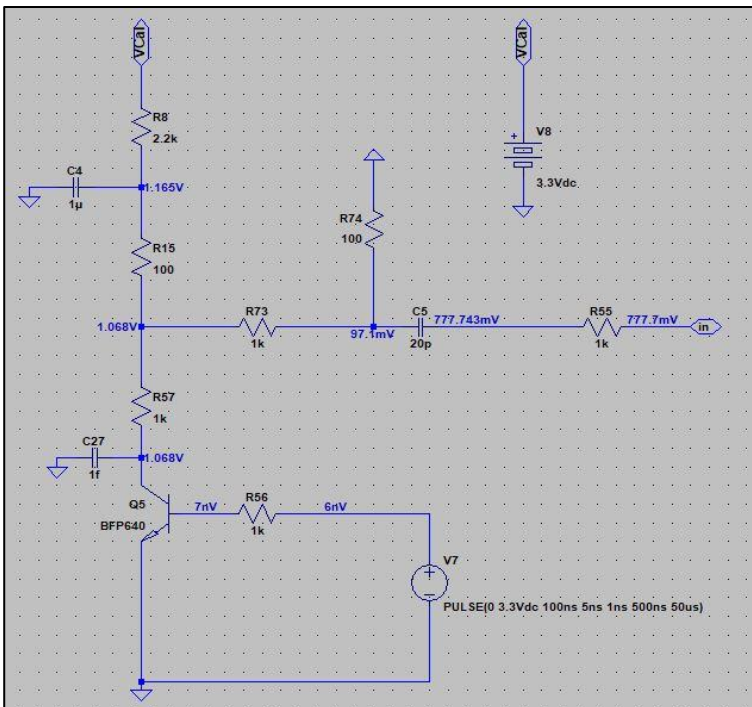 VCal
VCal
R8
2.2k
V8
+
3.3Vdc
C4
1µ
1.165V
R74
100
R15
100
R73
1k
1.068V
97.1mV
C5
20p
777.743mV
R55
1k
777.7mV
in
R57
1k
C27
1f
1.068V
Q5
BFP640
7nV
R56
1k
6nV
V7
PULSE(0 3.3Vdc 100ns 5ns 1ns 500ns 50us)